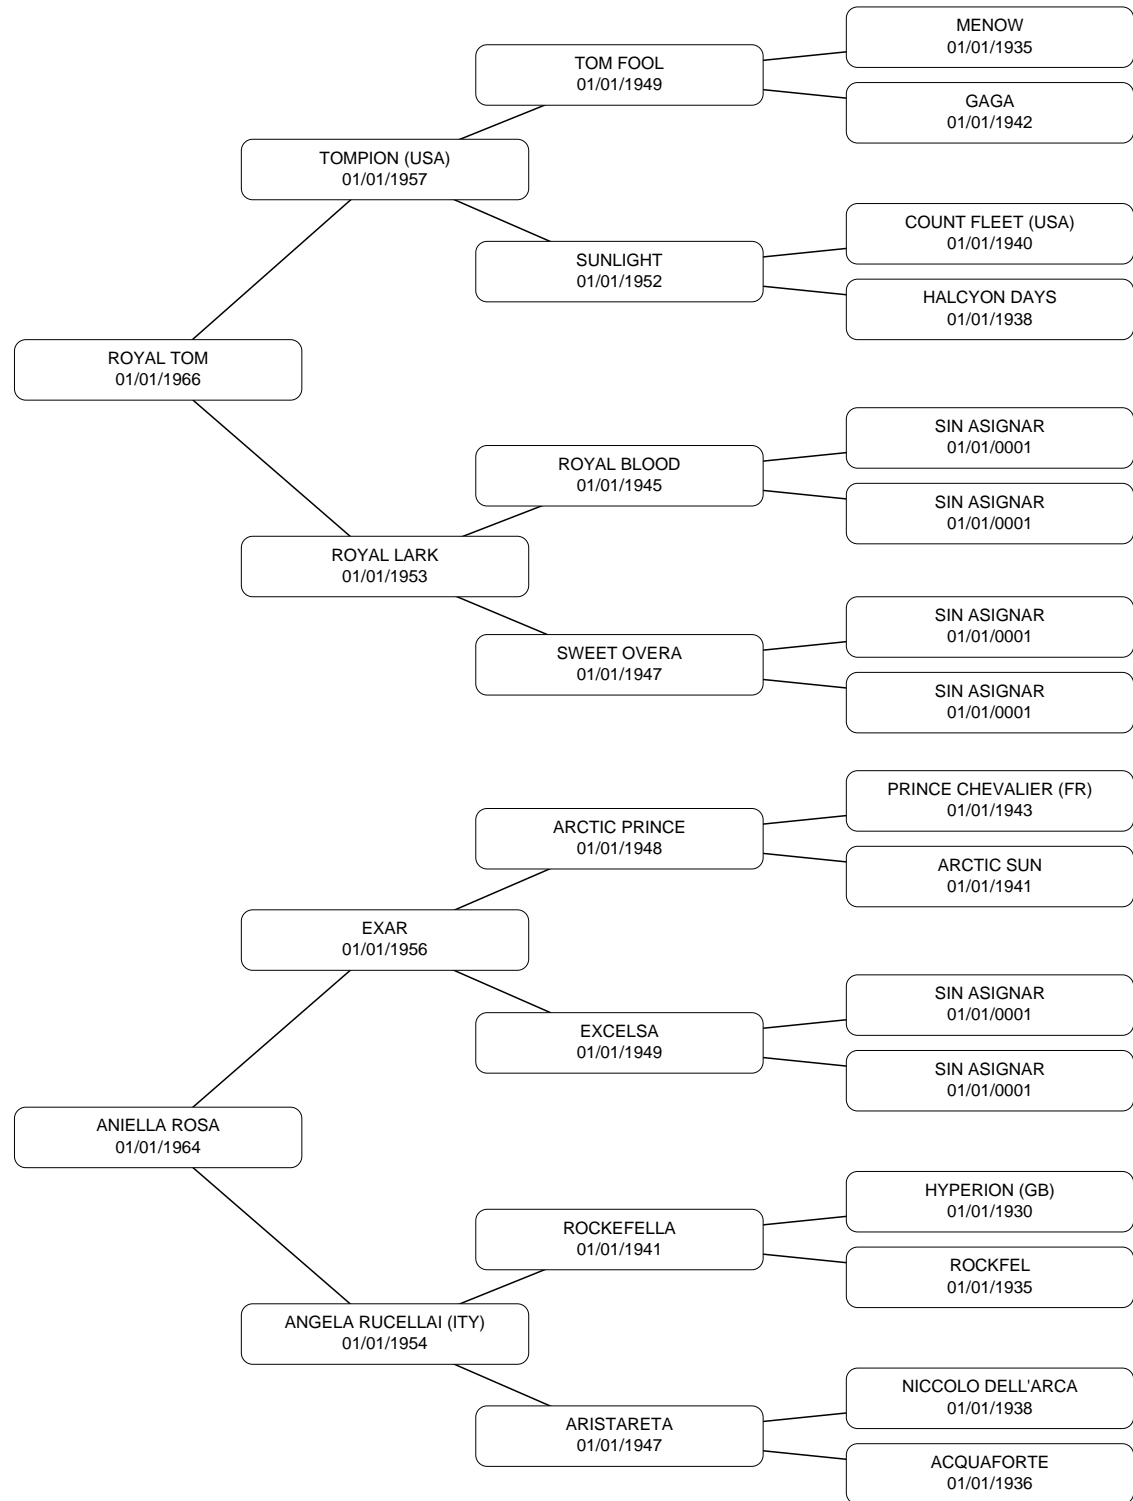 MENOW
01/01/1935
TOM FOOL
01/01/1949
GAGA
01/01/1942
TOMPION (USA)
01/01/1957
COUNT FLEET (USA)
01/01/1940
SUNLIGHT
01/01/1952
HALCYON DAYS
01/01/1938
ROYAL TOM
01/01/1966
SIN ASIGNAR
01/01/0001
ROYAL BLOOD
01/01/1945
SIN ASIGNAR
01/01/0001
ROYAL LARK
01/01/1953
SIN ASIGNAR
01/01/0001
SWEET OVERA
01/01/1947
SIN ASIGNAR
01/01/0001
PRINCE CHEVALIER (FR)
01/01/1943
ARCTIC PRINCE
01/01/1948
ARCTIC SUN
01/01/1941
EXAR
01/01/1956
SIN ASIGNAR
01/01/0001
EXCELSA
01/01/1949
SIN ASIGNAR
01/01/0001
ANIELLA ROSA
01/01/1964
HYPERION (GB)
01/01/1930
ROCKEFELLA
01/01/1941
ROCKFEL
01/01/1935
ANGELA RUCELLAI (ITY)
01/01/1954
NICCOLO DELL'ARCA
01/01/1938
ARISTARETA
01/01/1947
ACQUAFORTE
01/01/1936